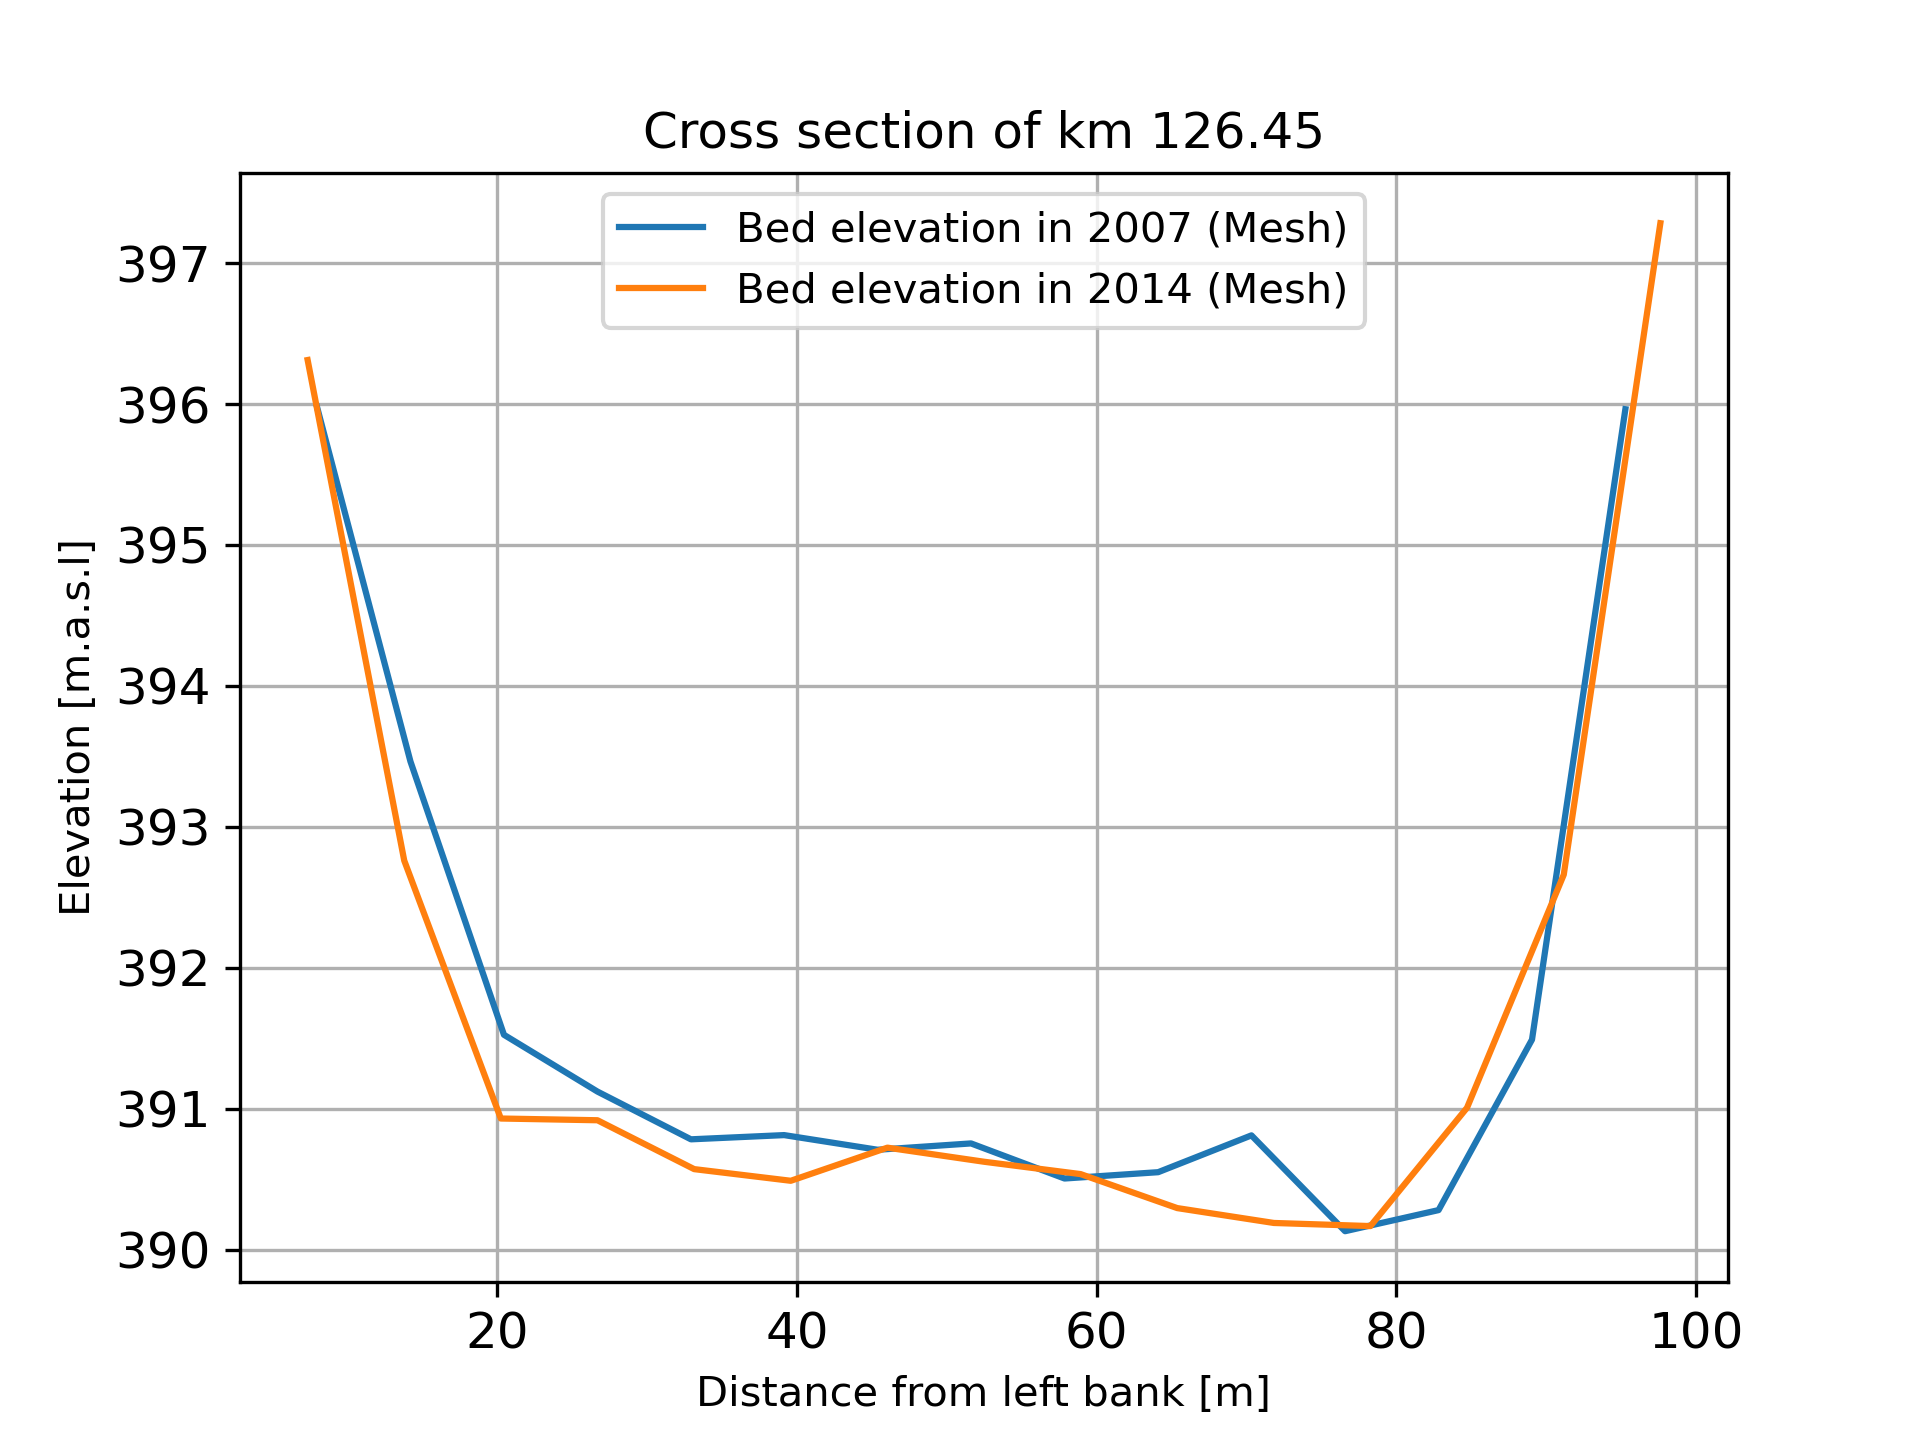 Cross section of km 126.45
Bed elevation in 2007 (Mesh)
Bed elevation in 2014 (Mesh)
Elevation [m.a.s.l]
397
396
395
394
393
392
391
390
20 40 60 80 100
Distance from left bank [m]